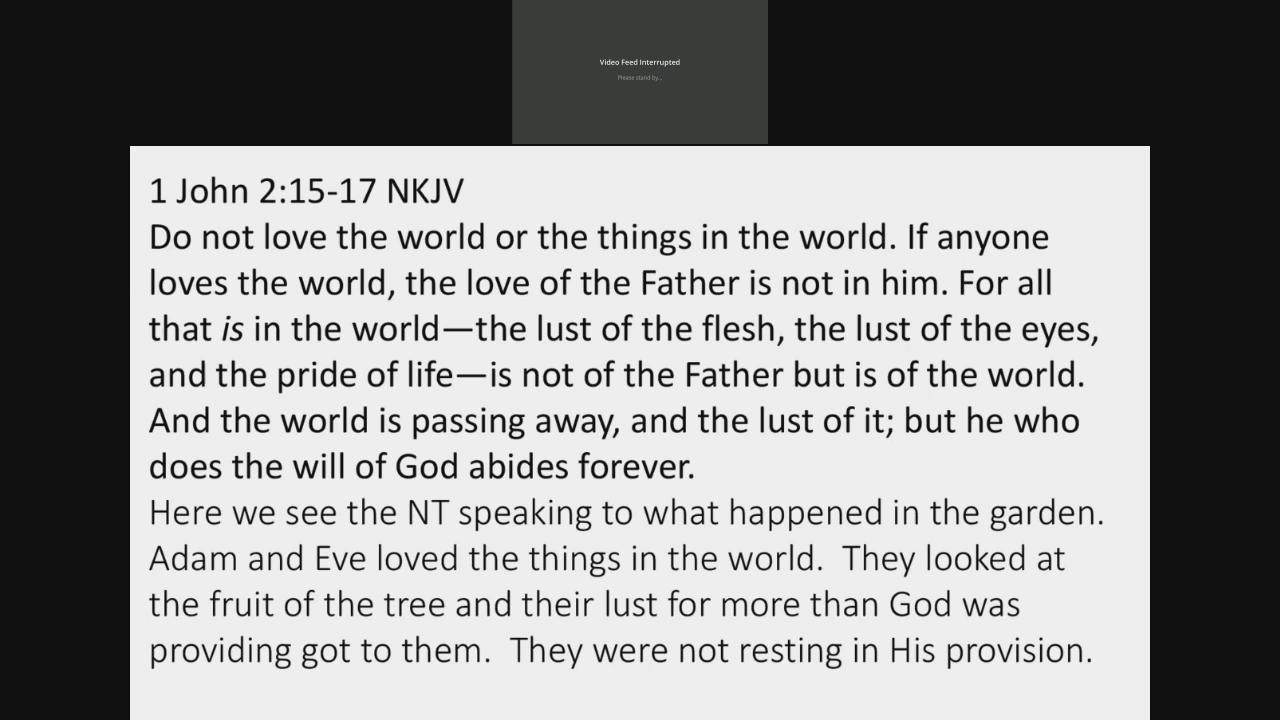 Video Feed Interrupted
Please stand by...
1 John 2:15-17 NKJV
Do not love the world or the things in the world. If anyone
loves the world, the love of the Father is not in him. For all
that is in the world—the lust of the flesh, the lust of the eyes,
and the pride of life—is not of the Father but is of the world.
And the world is passing away, and the lust of it; but he who
does the will of God abides forever.
Here we see the NT speaking to what happened in the garden.
Adam and Eve loved the things in the world.  They looked at
the fruit of the tree and their lust for more than God was
providing got to them.  They were not resting in His provision.